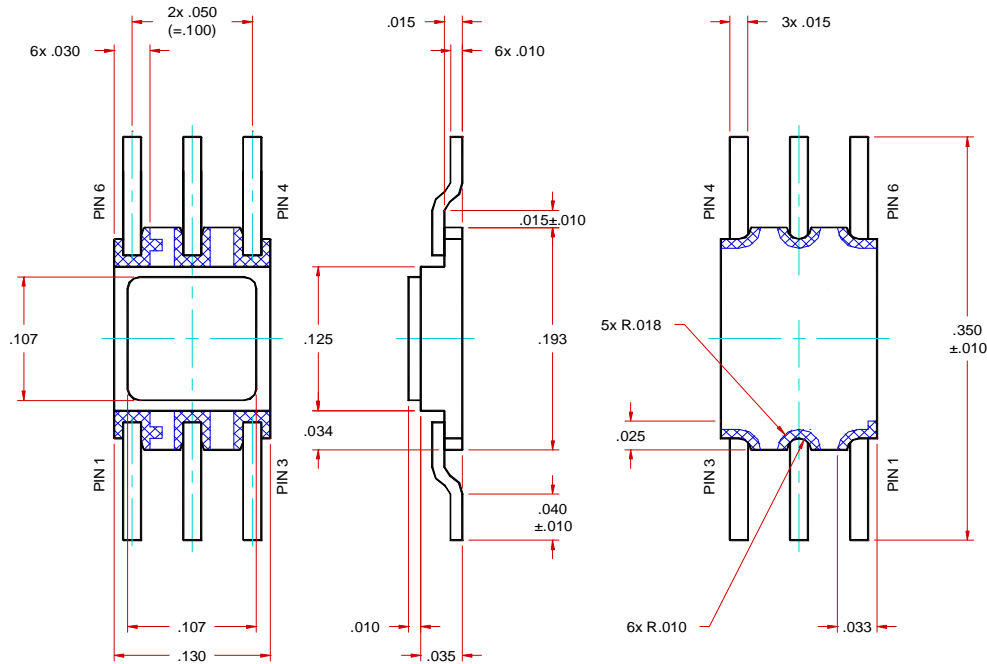 2x .050
(=.100)
6x .030
.015
6x .010
3x .015
PIN 6
PIN 4
PIN 4
PIN 6
.015±.010
.107
.125
.193
5x R.018
.350
±.010
.034
.025
PIN 1
PIN 3
PIN 3
PIN 1
.040
±.010
.107
.130
.010
.035
6x R.010
.033